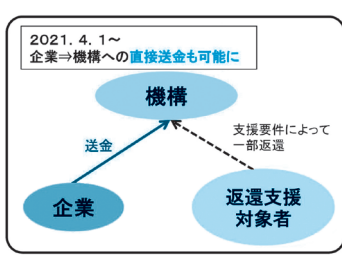 2021.4.1~
企業⇒機構への直接送金も可能に
機構
送金
支援要件によって
一部返還
企業
返還支援
対象者